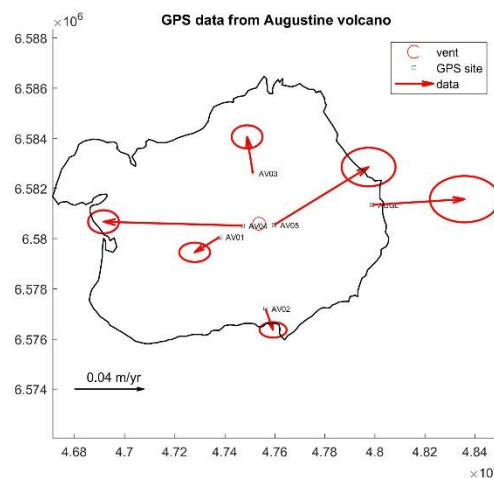 GPS data from Augustine volcano
× 10⁶
6.588
6.586
6.584
6.582
6.58
6.578
6.576
6.574
vent
GPS site
data
AV03
AUGL
AV04
AV05
AV01
AV02
0.04 m/yr
4.68
4.7
4.72
4.74
4.76
4.78
4.8
4.82
4.84